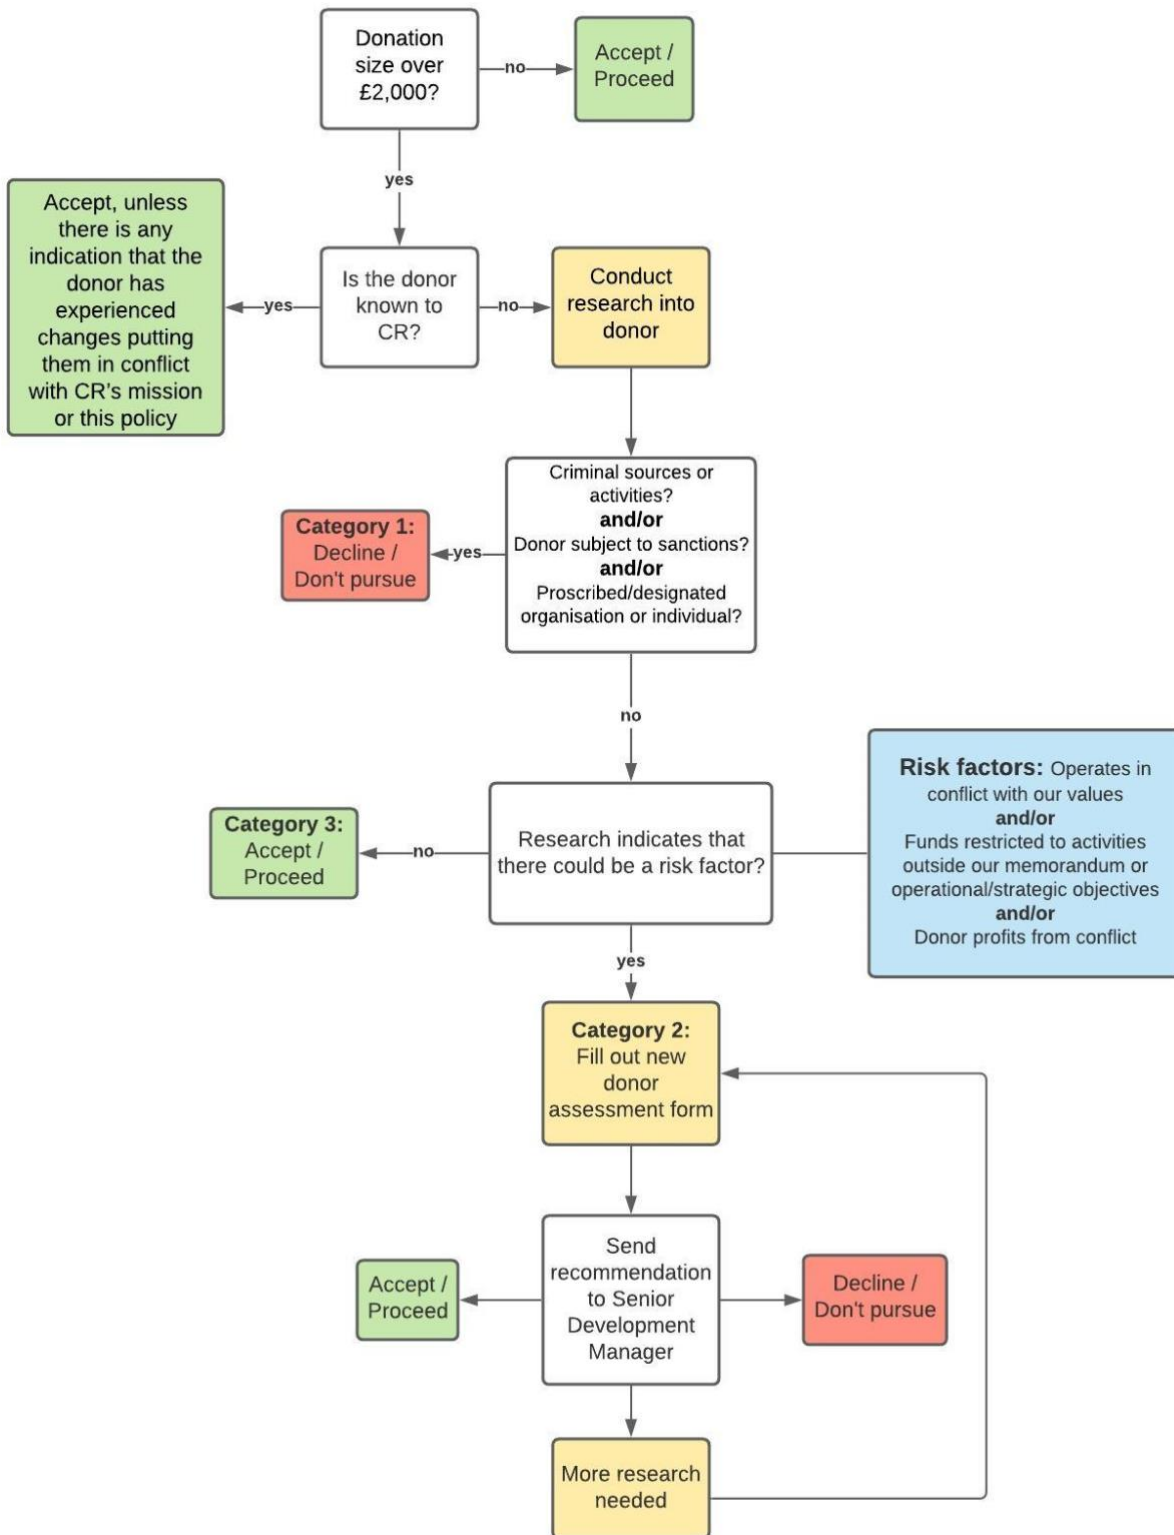 Donation
size over
£2,000?
no
Accept /
Proceed
yes
Accept, unless
there is any
indication that the
donor has
experienced
changes putting
them in conflict
with CR's mission
or this policy
yes
Is the donor
known to
CR?
no
Conduct
research into
donor
Criminal sources or
activities?
and/or
Donor subject to sanctions?
and/or
Proscribed/designated
organisation or individual?
yes
Category 1:
Decline /
Don't pursue
no
Risk factors: Operates in
conflict with our values
and/or
Funds restricted to activities
outside our memorandum or
operational/strategic objectives
and/or
Donor profits from conflict
Research indicates that
there could be a risk factor?
no
Category 3:
Accept /
Proceed
yes
Category 2:
Fill out new
donor
assessment form
Send
recommendation
to Senior
Development
Manager
Accept /
Proceed
Decline /
Don't pursue
More research
needed